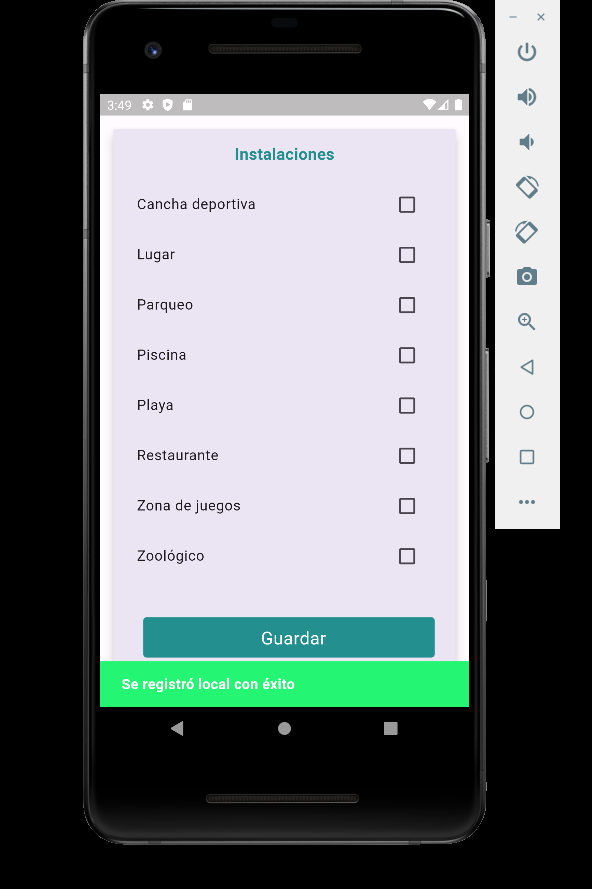 3:49
Instalaciones
Cancha deportiva
Lugar
Parqueo
Piscina
Playa
Restaurante
Zona de juegos
Zoológico
Guardar
Se registró local con éxito